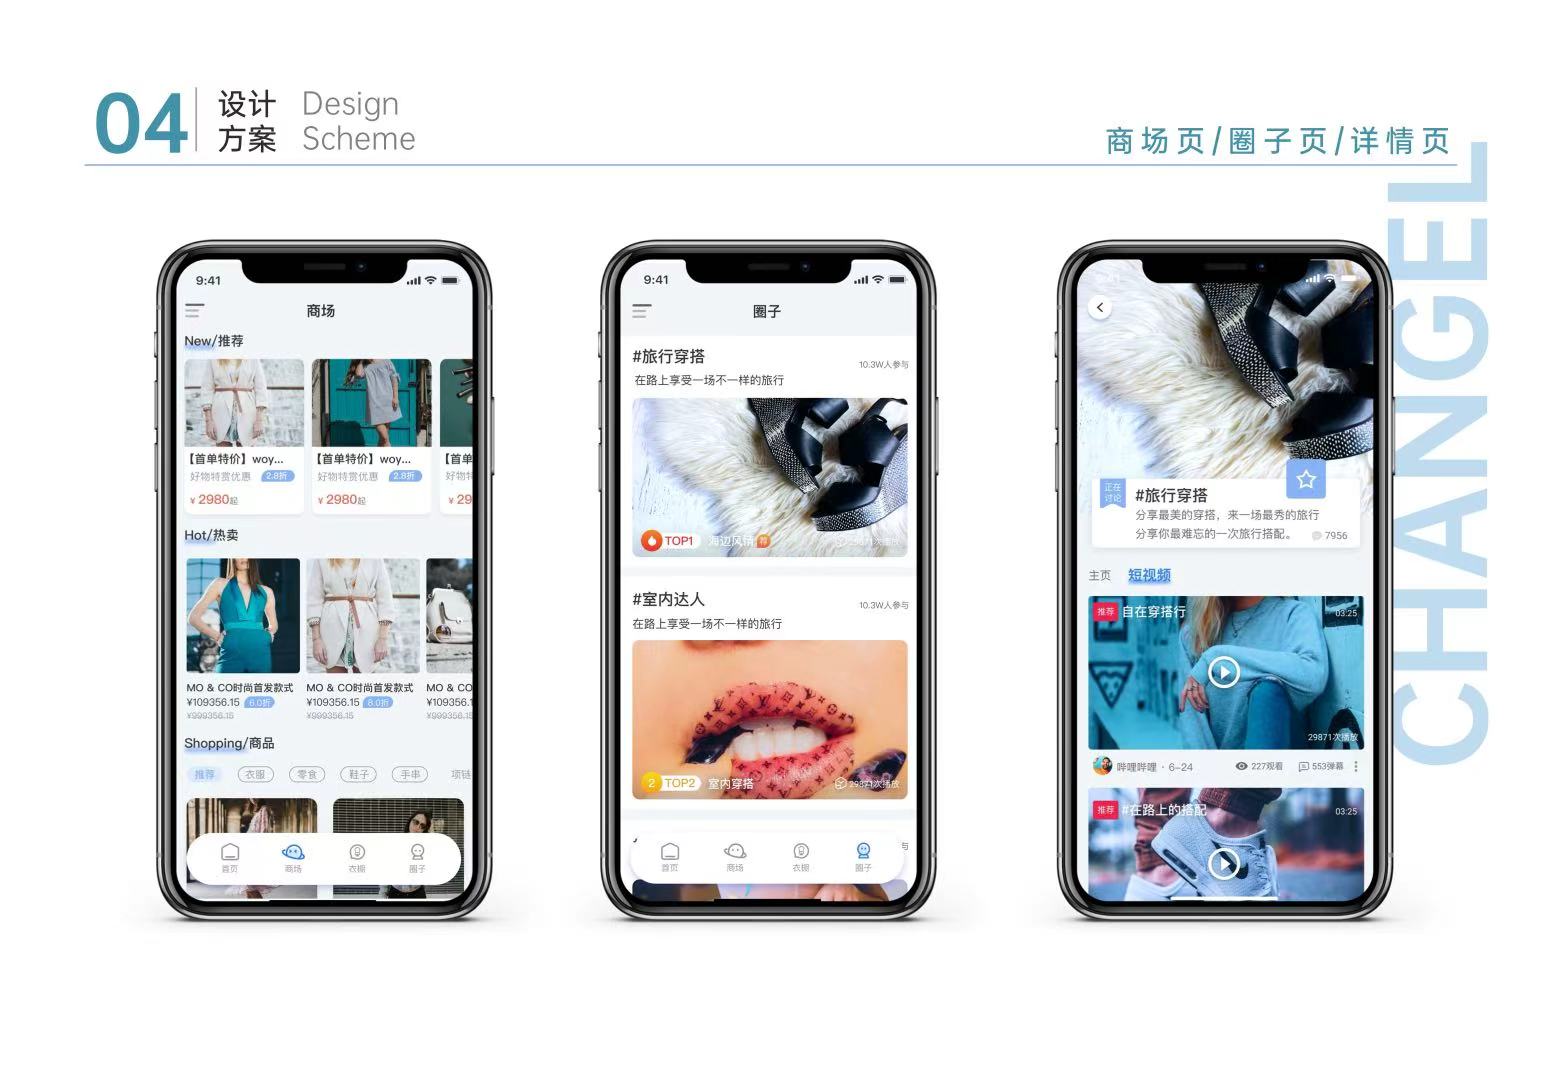 04
设计
方案
Design
Scheme
商场页/圈子页/详情页
CHANGEL
9:41
商场
New/推荐
【首单特价】woy...
好物特赏优惠 2.8折
¥ 2980起
【首单特价】woy...
好物特赏优惠 2.8折
¥ 2980起
【首单
好物特
¥ 29
Hot/热卖
MO & CO时尚首发款式
¥109356.15 6.0折
¥999356.15
MO & CO时尚首发款式
¥109356.15 8.0折
¥999356.15
MO & CO
¥109356
¥999356.15
Shopping/商品
推荐 衣服 零食 鞋子 手串 项链
首页 商场 衣橱 圈子
9:41
圈子
#旅行穿搭
10.3W人参与
在路上享受一场不一样的旅行
TOP1 海边风情 荐 29871次播放
#室内达人
10.3W人参与
在路上享受一场不一样的旅行
2 TOP2 室内穿搭 29871次播放
与
首页 商场 衣橱 圈子
正在
讨论
#旅行穿搭
分享最美的穿搭，来一场最秀的旅行
分享你最难忘的一次旅行搭配。 7956
主页 短视频
推荐 自在穿搭行 03:25
29871次播放
哔哩哔哩 · 6-24 227观看 553弹幕
推荐 #在路上的搭配 03:25